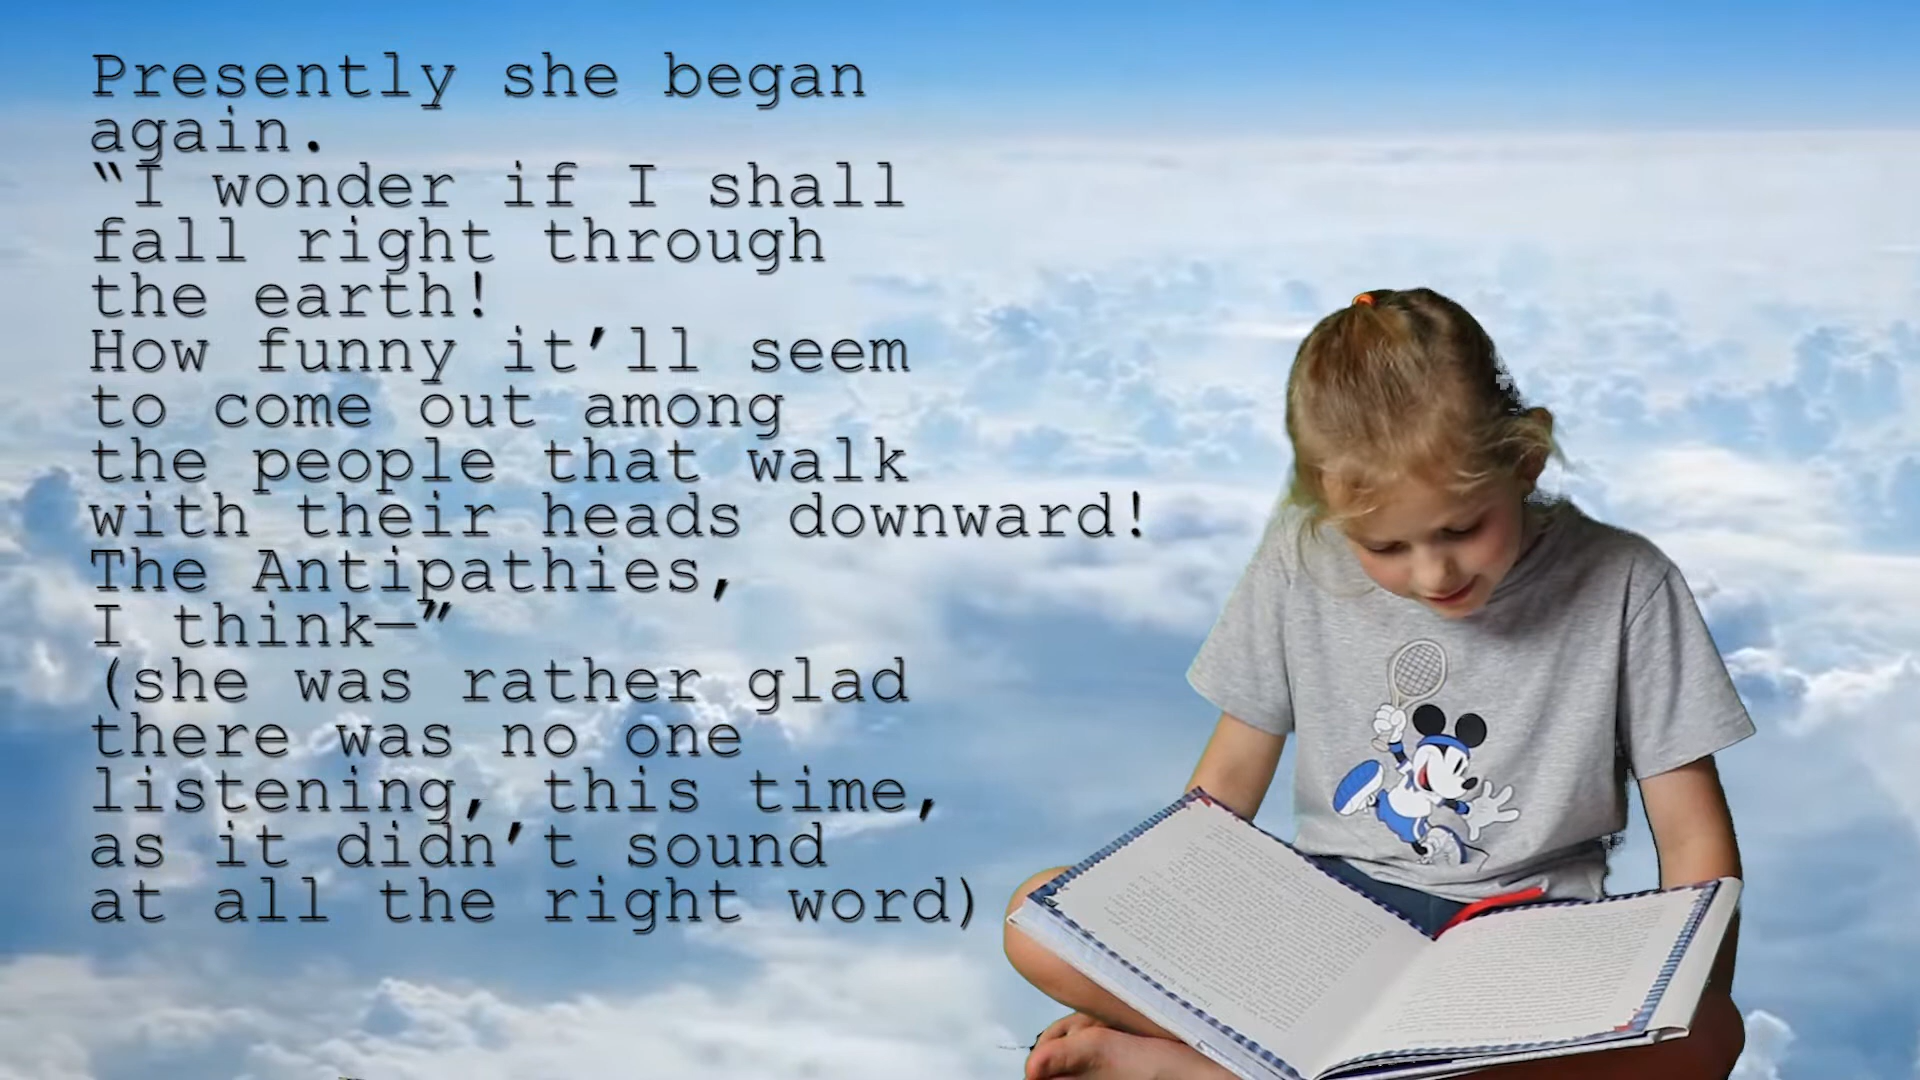 Presently she began
again.
“I wonder if I shall
fall right through
the earth!
How funny it’ll seem
to come out among
the people that walk
with their heads downward!
The Antipathies,
I think—”
(she was rather glad
there was no one
listening, this time,
as it didn’t sound
at all the right word)